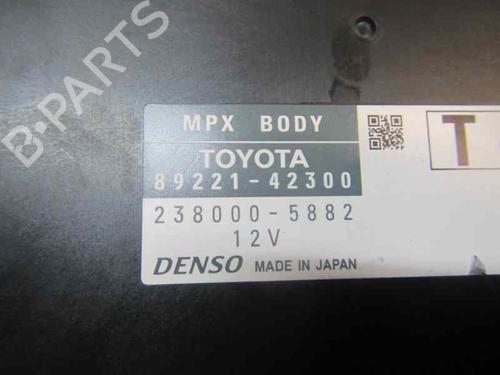 B-PARTS
MPX BODY
TOYOTA
89221-42300
238000-5882
12V
DENSO MADE IN JAPAN
T